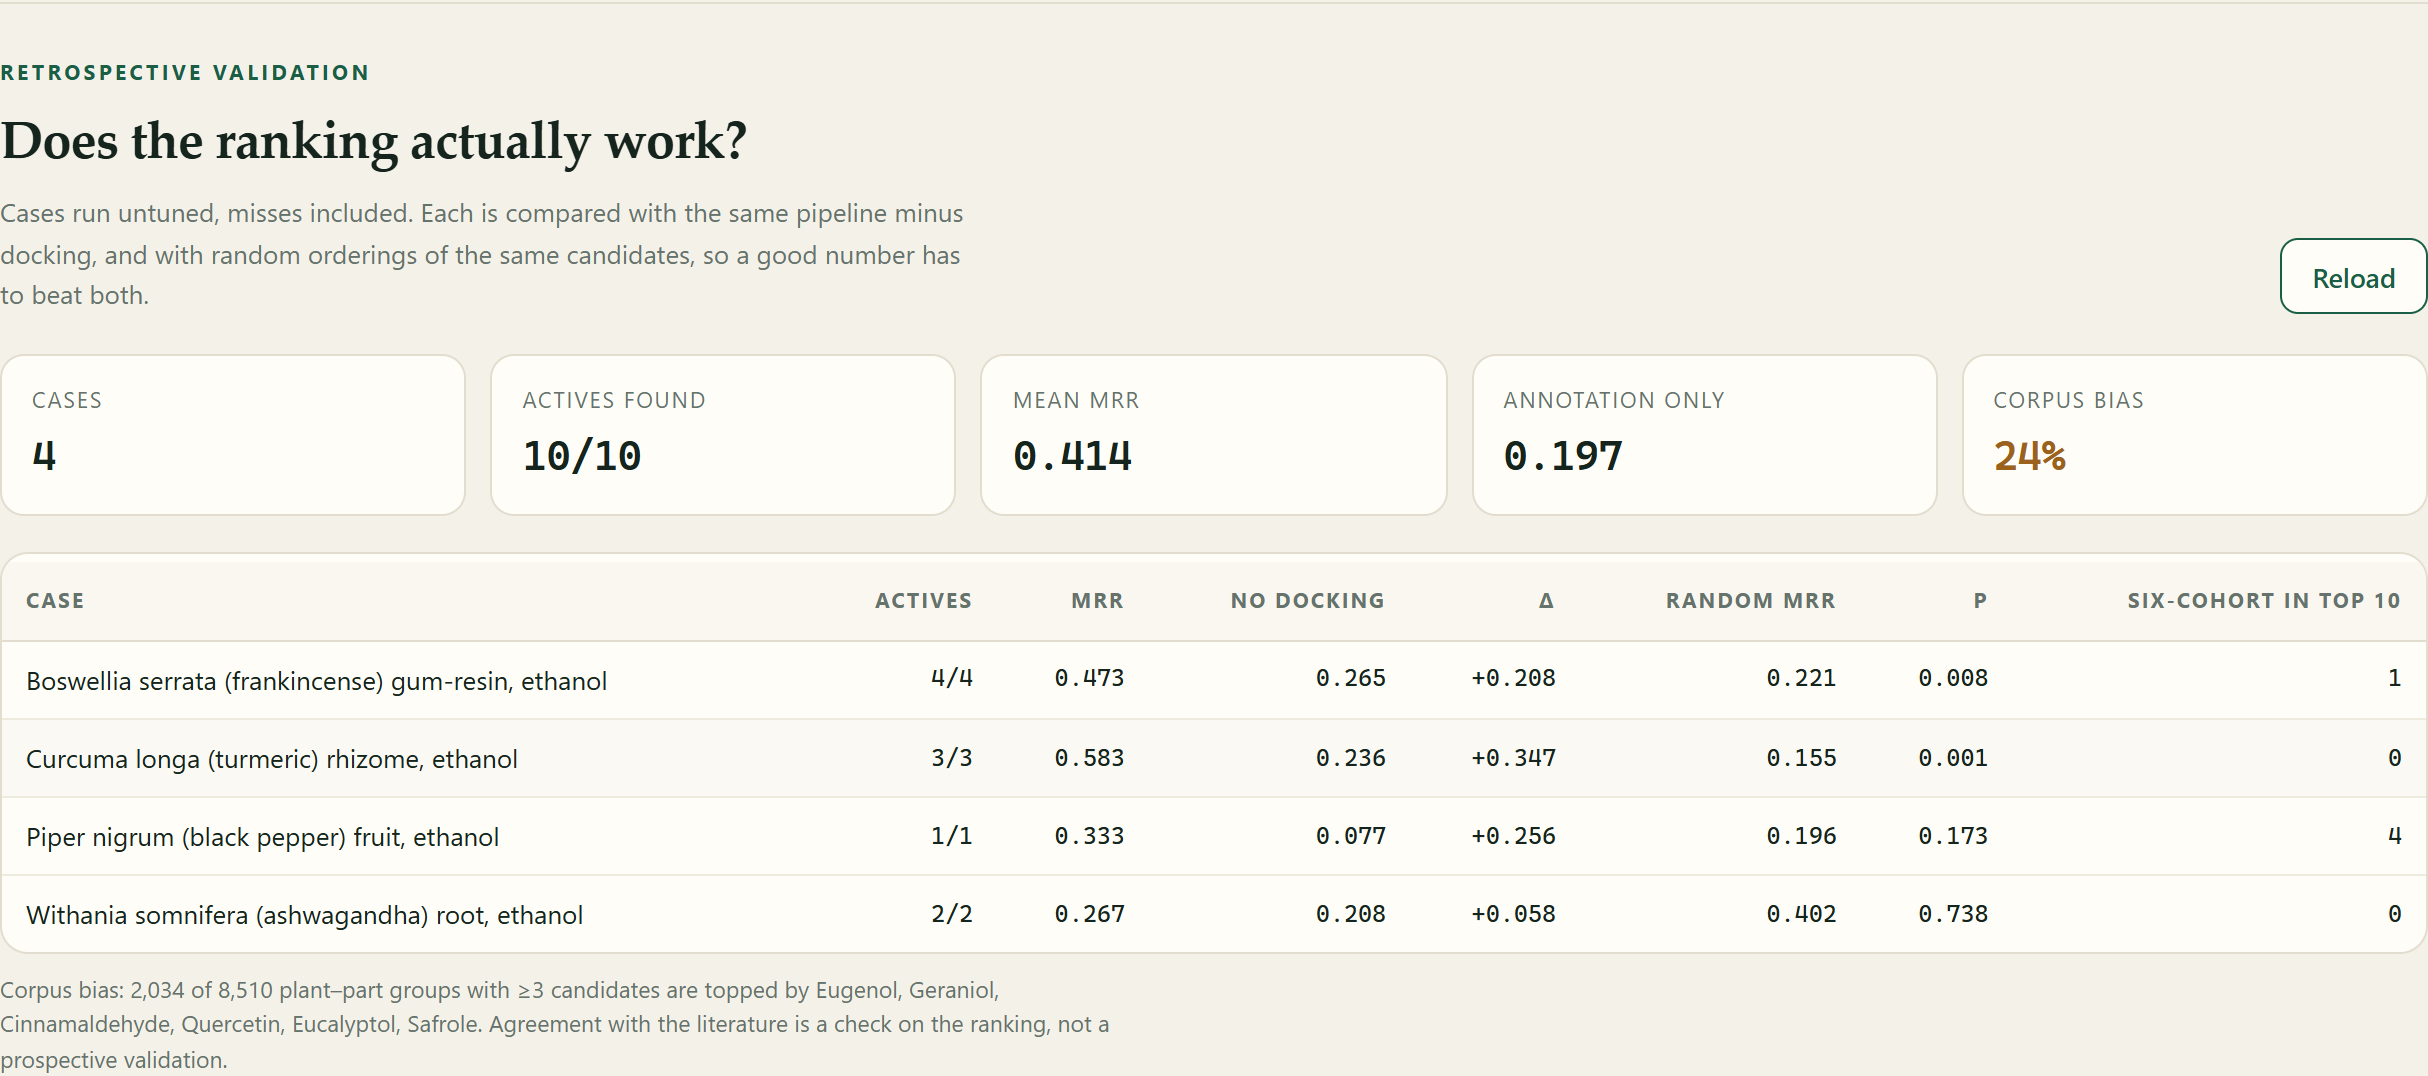 RETROSPECTIVE VALIDATION
Does the ranking actually work?
Cases run untuned, misses included. Each is compared with the same pipeline minus
docking, and with random orderings of the same candidates, so a good number has
to beat both.
Reload
CASES
4
ACTIVES FOUND
10/10
MEAN MRR
0.414
ANNOTATION ONLY
0.197
CORPUS BIAS
24%
CASE ACTIVES MRR NO DOCKING Δ RANDOM MRR P SIX-COHORT IN TOP 10
Boswellia serrata (frankincense) gum-resin, ethanol 4/4 0.473 0.265 +0.208 0.221 0.008 1
Curcuma longa (turmeric) rhizome, ethanol 3/3 0.583 0.236 +0.347 0.155 0.001 0
Piper nigrum (black pepper) fruit, ethanol 1/1 0.333 0.077 +0.256 0.196 0.173 4
Withania somnifera (ashwagandha) root, ethanol 2/2 0.267 0.208 +0.058 0.402 0.738 0
Corpus bias: 2,034 of 8,510 plant–part groups with ≥3 candidates are topped by Eugenol, Geraniol,
Cinnamaldehyde, Quercetin, Eucalyptol, Safrole. Agreement with the literature is a check on the ranking, not a
prospective validation.